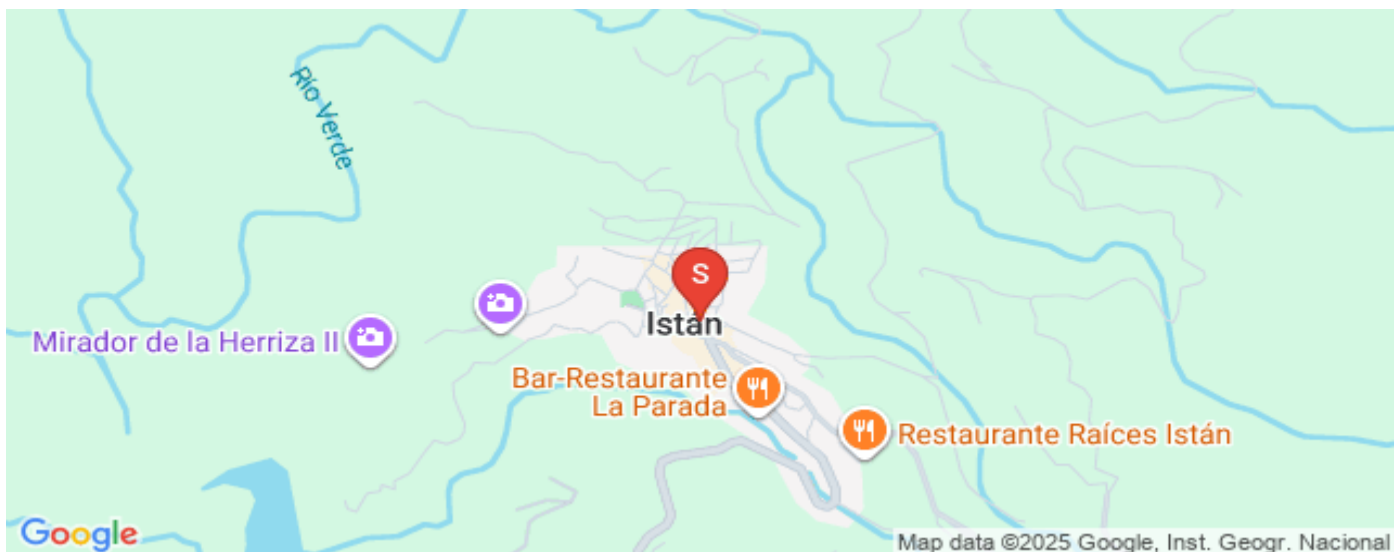 Río Verde
S
Istán
Mirador de la Herriza II
Bar-Restaurante
La Parada
Restaurante Raíces Istán
Google
Map data ©2025 Google, Inst. Geogr. Nacional